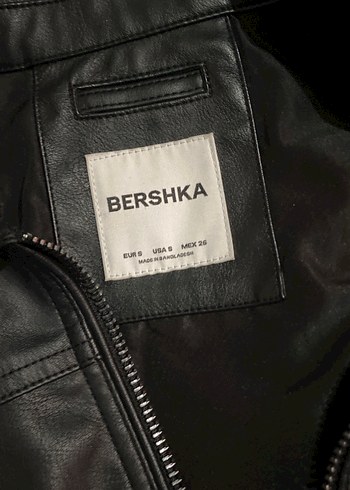 BERSHKA
EUR S USA S MEX 26
MADE IN BANGLADESH